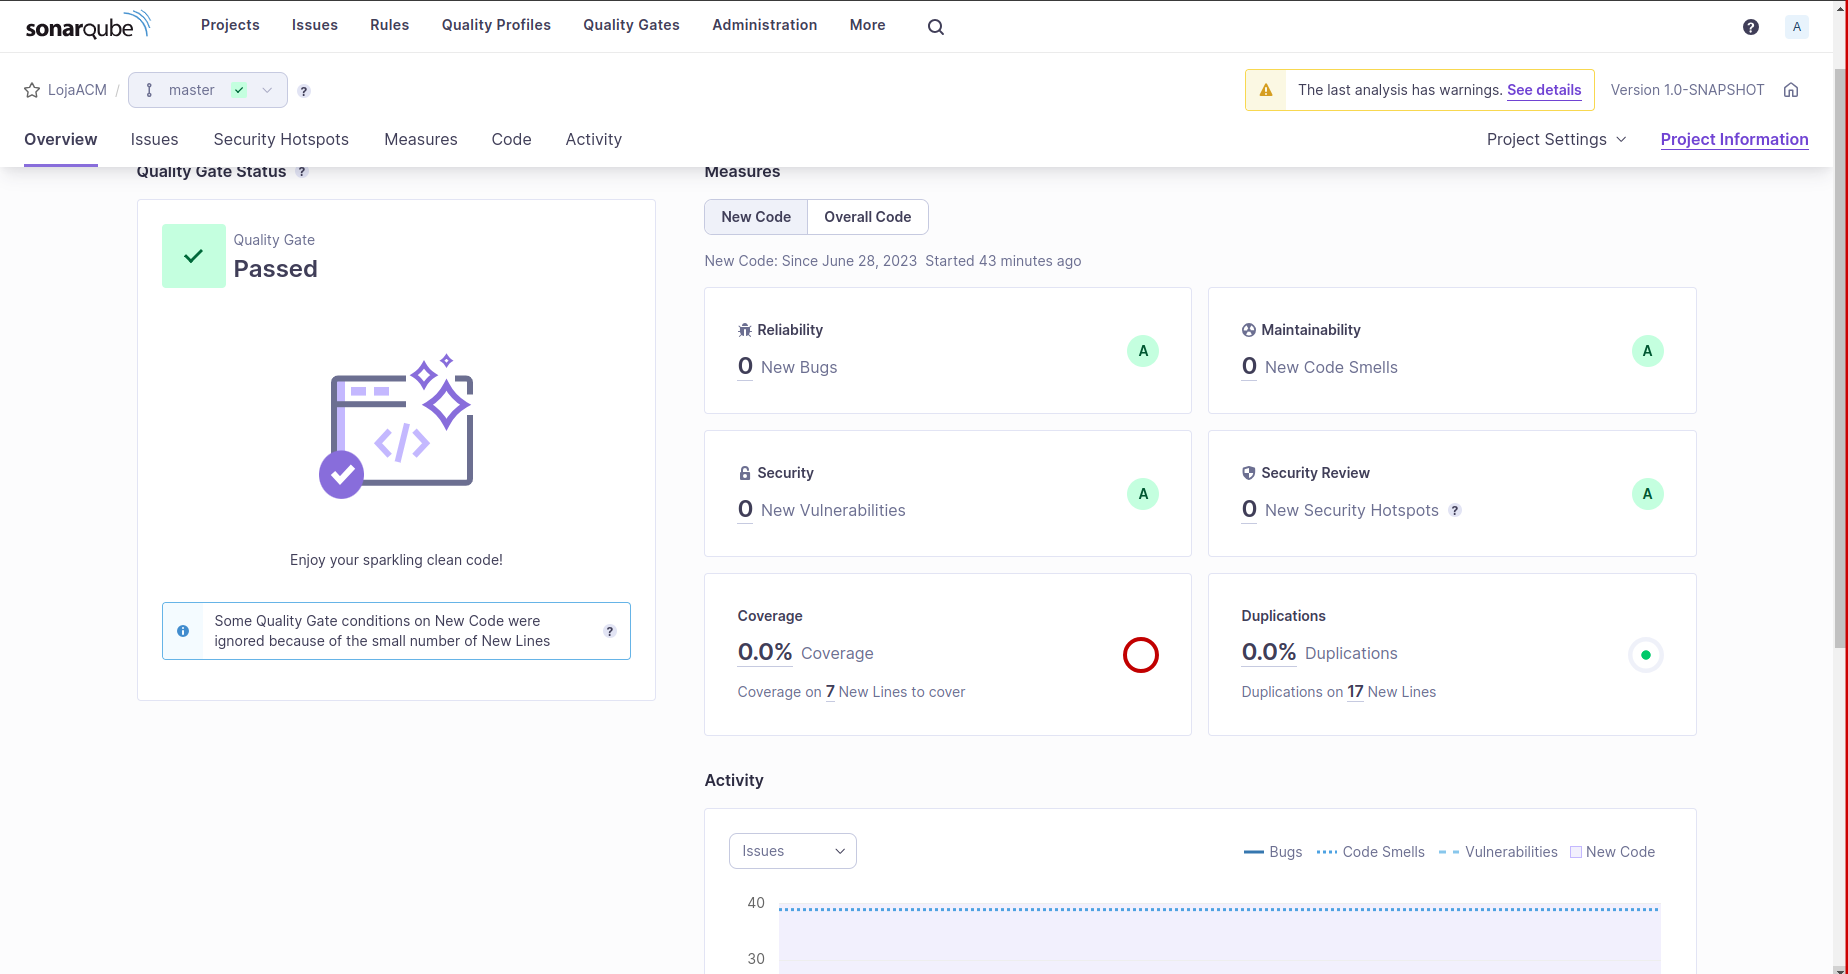 sonarqube Projects Issues Rules Quality Profiles Quality Gates Administration More ? A
LojaACM / master ? The last analysis has warnings. See details Version 1.0-SNAPSHOT
Overview Issues Security Hotspots Measures Code Activity Project Settings Project Information
Quality Gate Status ?
Quality Gate
Passed
</>
Enjoy your sparkling clean code!
Some Quality Gate conditions on New Code were
ignored because of the small number of New Lines
?
Measures
New Code Overall Code
New Code: Since June 28, 2023 Started 43 minutes ago
Reliability
0 New Bugs
A
Maintainability
0 New Code Smells
A
Security
0 New Vulnerabilities
A
Security Review
0 New Security Hotspots ?
A
Coverage
0.0% Coverage
Coverage on 7 New Lines to cover
Duplications
0.0% Duplications
Duplications on 17 New Lines
Activity
Issues Bugs Code Smells Vulnerabilities New Code
40
30